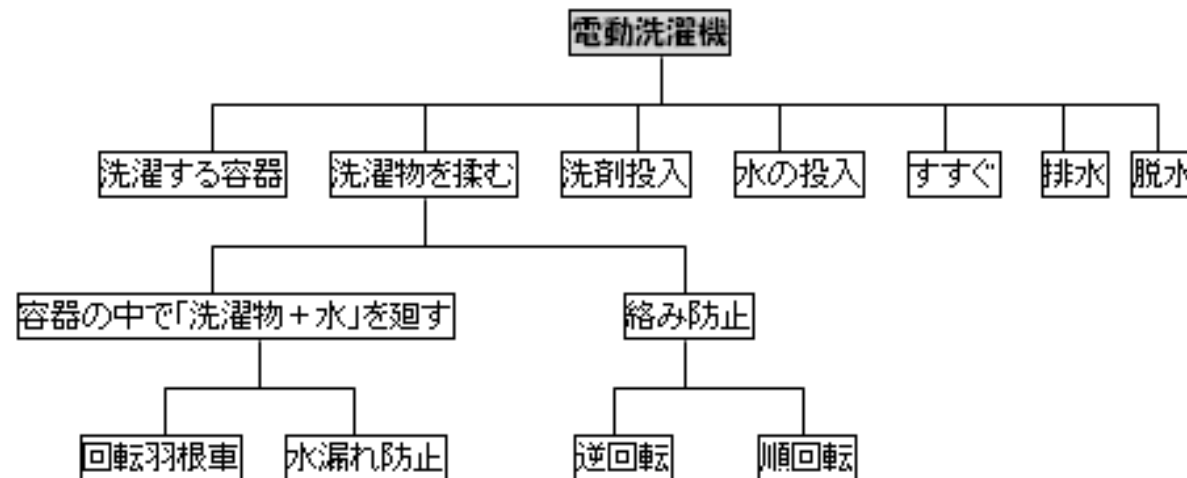 電動洗濯機
洗濯する容器
洗濯物を揉む
洗剤投入
水の投入
すすぐ
排水
脱水
容器の中で「洗濯物+水」を廻す
絡み防止
回転羽根車
水漏れ防止
逆回転
順回転